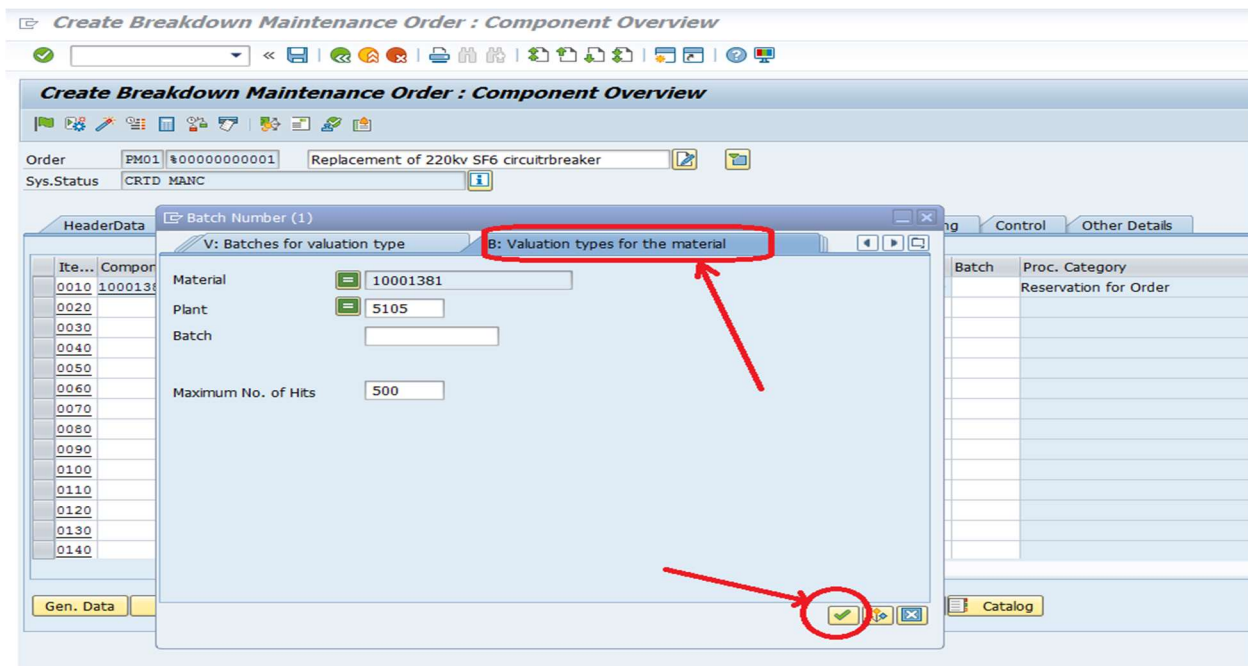 Create Breakdown Maintenance Order : Component Overview
Create Breakdown Maintenance Order : Component Overview
Order PM01 %00000000001 Replacement of 220kv SF6 circuitrbreaker
Sys.Status CRTD MANC
HeaderData Control Other Details
Batch Number (1)
V: Batches for valuation type B: Valuation types for the material
Ite... Compon Batch Proc. Category
0010 1000138 Reservation for Order
0020
0030
0040
0050
0060
0070
0080
0090
0100
0110
0120
0130
0140
Material 10001381
Plant 5105
Batch
Maximum No. of Hits 500
Gen. Data Catalog